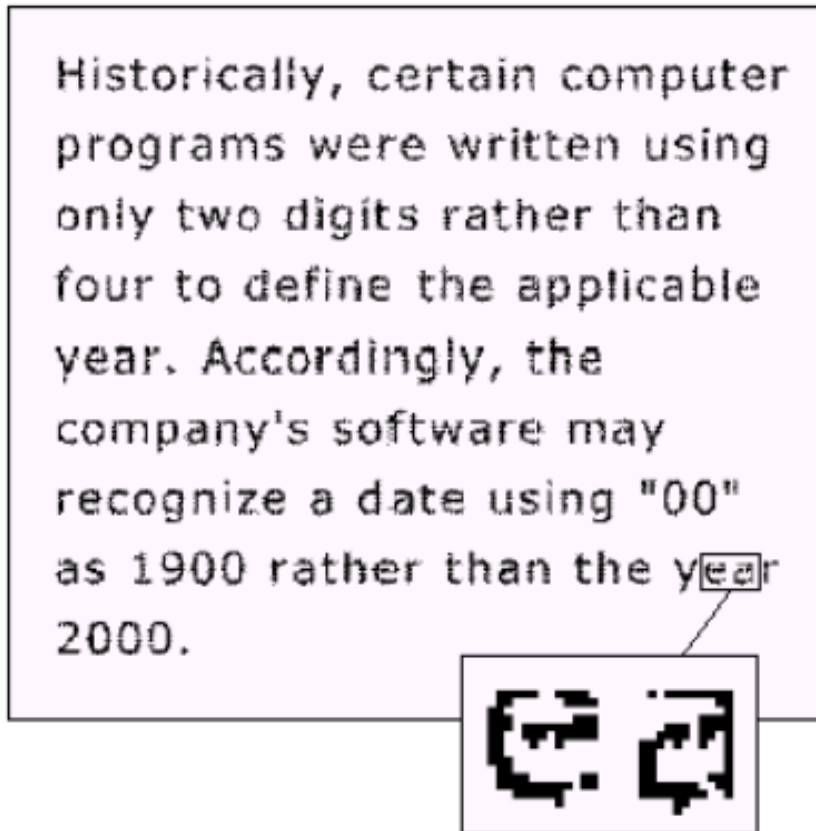 Historically, certain computer
programs were written using
only two digits rather than
four to define the applicable
year. Accordingly, the
company's software may
recognize a date using "00"
as 1900 rather than the year
2000.
ea